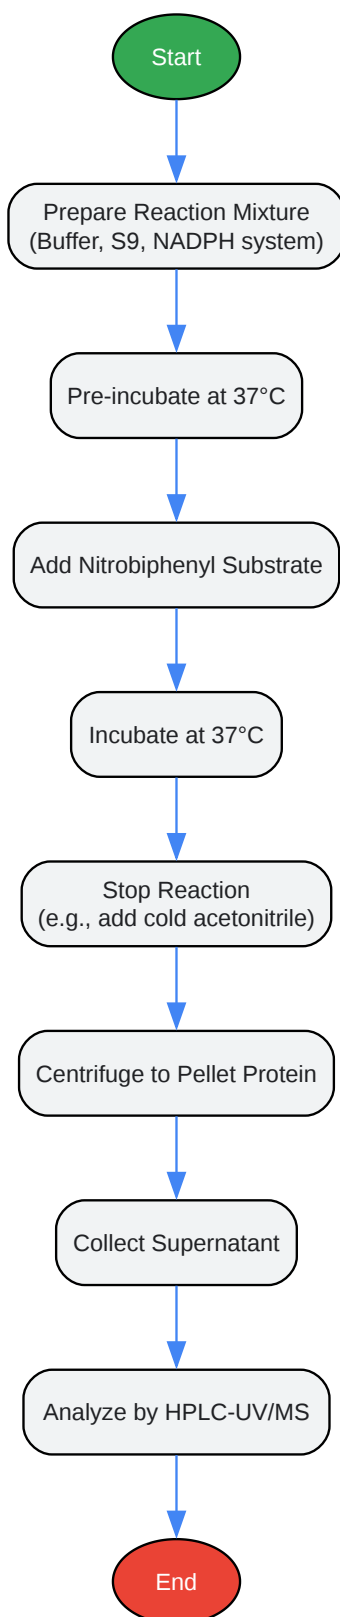 Start
Prepare Reaction Mixture
(Buffer, S9, NADPH system)
Pre-incubate at 37°C
Add Nitrobiphenyl Substrate
Incubate at 37°C
Stop Reaction
(e.g., add cold acetonitrile)
Centrifuge to Pellet Protein
Collect Supernatant
Analyze by HPLC-UV/MS
End